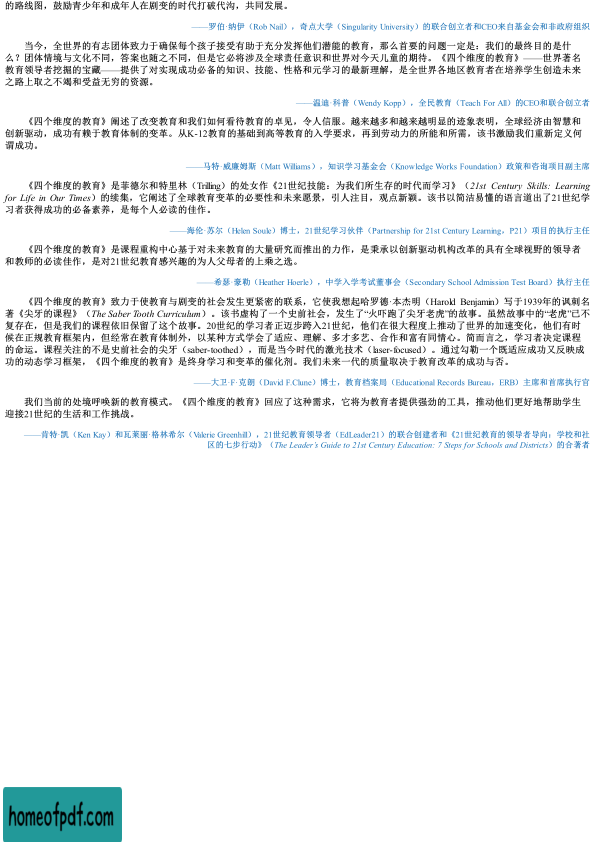 的路线图，鼓励青少年和成年人在剧变的时代打破代沟，共同发展。
——罗伯·纳伊（Rob Nail），奇点大学（Singularity University）的联合创立者和CEO来自基金会和非政府组织
当今，全世界的有志团体致力于确保每个孩子接受有助于充分发挥他们潜能的教育，那么首要的问题一定是：我们的最终目的是什
么？团体情境与文化不同，答案也随之不同，但是它必将涉及全球责任意识和世界对今天儿童的期待。《四个维度的教育》——世界著名
教育领导者挖掘的宝藏——提供了对实现成功必备的知识、技能、性格和元学习的最新理解，是全世界各地区教育者在培养学生创造未来
之路上取之不竭和受益无穷的资源。
——温迪·科普（Wendy Kopp），全民教育（Teach For All）的CEO和联合创立者
《四个维度的教育》阐述了改变教育和我们如何看待教育的卓见，令人信服。越来越多和越来越明显的迹象表明，全球经济由智慧和
创新驱动，成功有赖于教育体制的变革。从K-12教育的基础到高等教育的入学要求，再到劳动力的所能和所需，该书激励我们重新定义何
谓成功。
——马特·威廉姆斯（Matt Williams），知识学习基金会（Knowledge Works Foundation）政策和咨询项目副主席
《四个维度的教育》是菲德尔和特里林（Trilling）的处女作《21世纪技能：为我们所生存的时代而学习》（21st Century Skills: Learning
for Life in Our Times）的续集，它阐述了全球教育变革的必要性和未来愿景，引人注目，观点新颖。该书以简洁易懂的语言道出了21世纪学
习者获得成功的必备素养，是每个人必读的佳作。
——海伦·苏尔（Helen Soule）博士，21世纪学习伙伴（Partnership for 21st Century Learning，P21）项目的执行主任
《四个维度的教育》是课程重构中心基于对未来教育的大量研究而推出的力作，是秉承以创新驱动机构改革的具有全球视野的领导者
和教师的必读佳作，是对21世纪教育感兴趣的为人父母者的上乘之选。
——希瑟·豪勒（Heather Hoerle），中学入学考试董事会（Secondary School Admission Test Board）执行主任
《四个维度的教育》致力于使教育与剧变的社会发生更紧密的联系，它使我想起哈罗德·本杰明（Harold Benjamin）写于1939年的讽刺名
著《尖牙的课程》（The Saber Tooth Curriculum）。该书虚构了一个史前社会，发生了“火吓跑了尖牙老虎”的故事。虽然故事中的“老虎”已不
复存在，但是我们的课程依旧保留了这个故事。20世纪的学习者正迈步跨入21世纪，他们在很大程度上推动了世界的加速变化，他们有时
候在正规教育框架内，但经常在教育体制外，以某种方式学会了适应、理解、多才多艺、合作和富有同情心。简而言之，学习者决定课程
的命运。课程关注的不是史前社会的尖牙（saber-toothed），而是当今时代的激光技术（laser-focused）。通过勾勒一个既适应成功又反映成
功的动态学习框架，《四个维度的教育》是终身学习和变革的催化剂。我们未来一代的质量取决于教育改革的成功与否。
——大卫·F·克朗（David F.Clune）博士，教育档案局（Educational Records Bureau，ERB）主席和首席执行官
我们当前的处境呼唤新的教育模式。《四个维度的教育》回应了这种需求，它将为教育者提供强劲的工具，推动他们更好地帮助学生
迎接21世纪的生活和工作挑战。
——肯特·凯（Ken Kay）和瓦莱丽·格林希尔（Valerie Greenhill），21世纪教育领导者（EdLeader21）的联合创建者和《21世纪教育的领导者导向：学校和社
区的七步行动》（The Leader’s Guide to 21st Century Education: 7 Steps for Schools and Districts）的合著者
homeofpdf.com